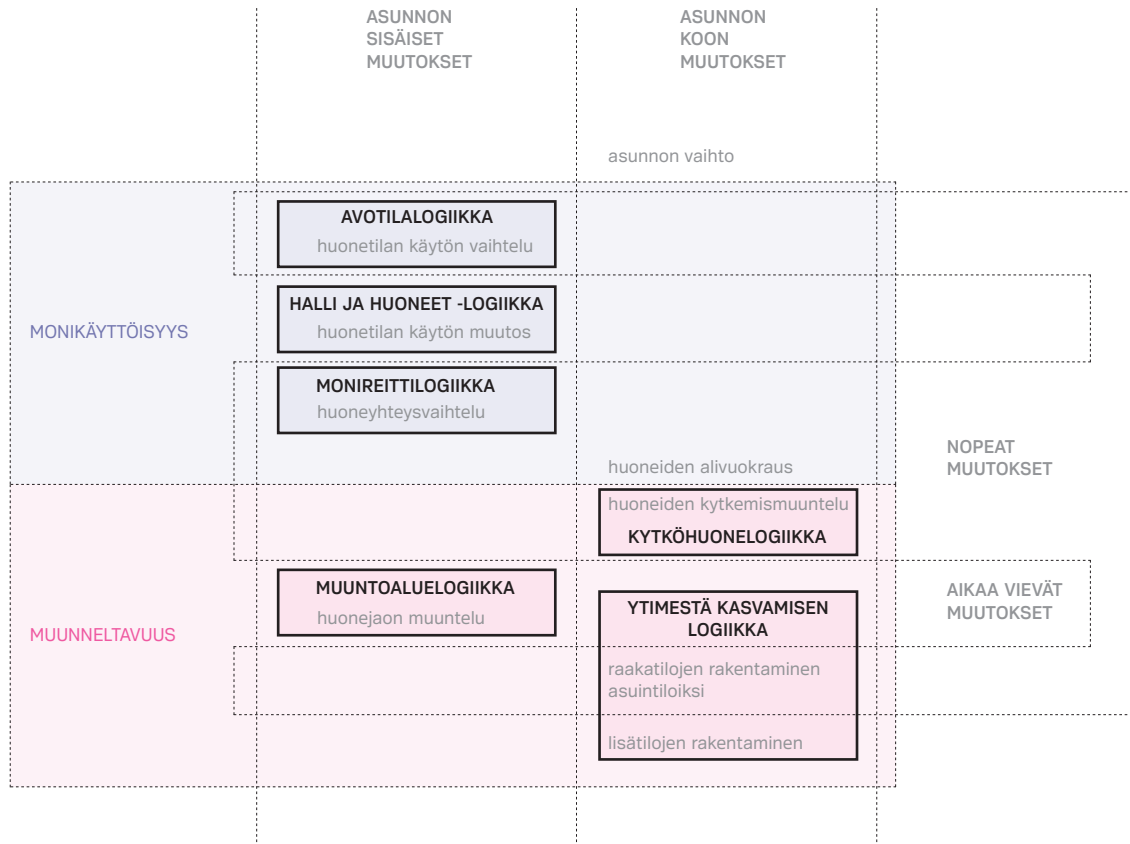 ASUNNON
SISÄISET
MUUTOKSET
ASUNNON
KOON
MUUTOKSET
asunnon vaihto
AVOTILALOGIIKKA
huonetilan käytön vaihtelu
HALLI JA HUONEET -LOGIIKKA
huonetilan käytön muutos
MONIKÄYTTÖISYYS
MONIREITTILOGIIKKA
huoneyhteysvaihtelu
NOPEAT
MUUTOKSET
huoneiden alivuokraus
huoneiden kytkemismuuntelu
KYTKÖHUONELOGIIKKA
MUUNTOALUELOGIIKKA
huonejaon muuntelu
AIKAA VIEVÄT
MUUTOKSET
YTIMESTÄ KASVAMISEN
LOGIIKKA
MUUNNELTAVUUS
raakatilojen rakentaminen
asuintiloiksi
lisätilojen rakentaminen